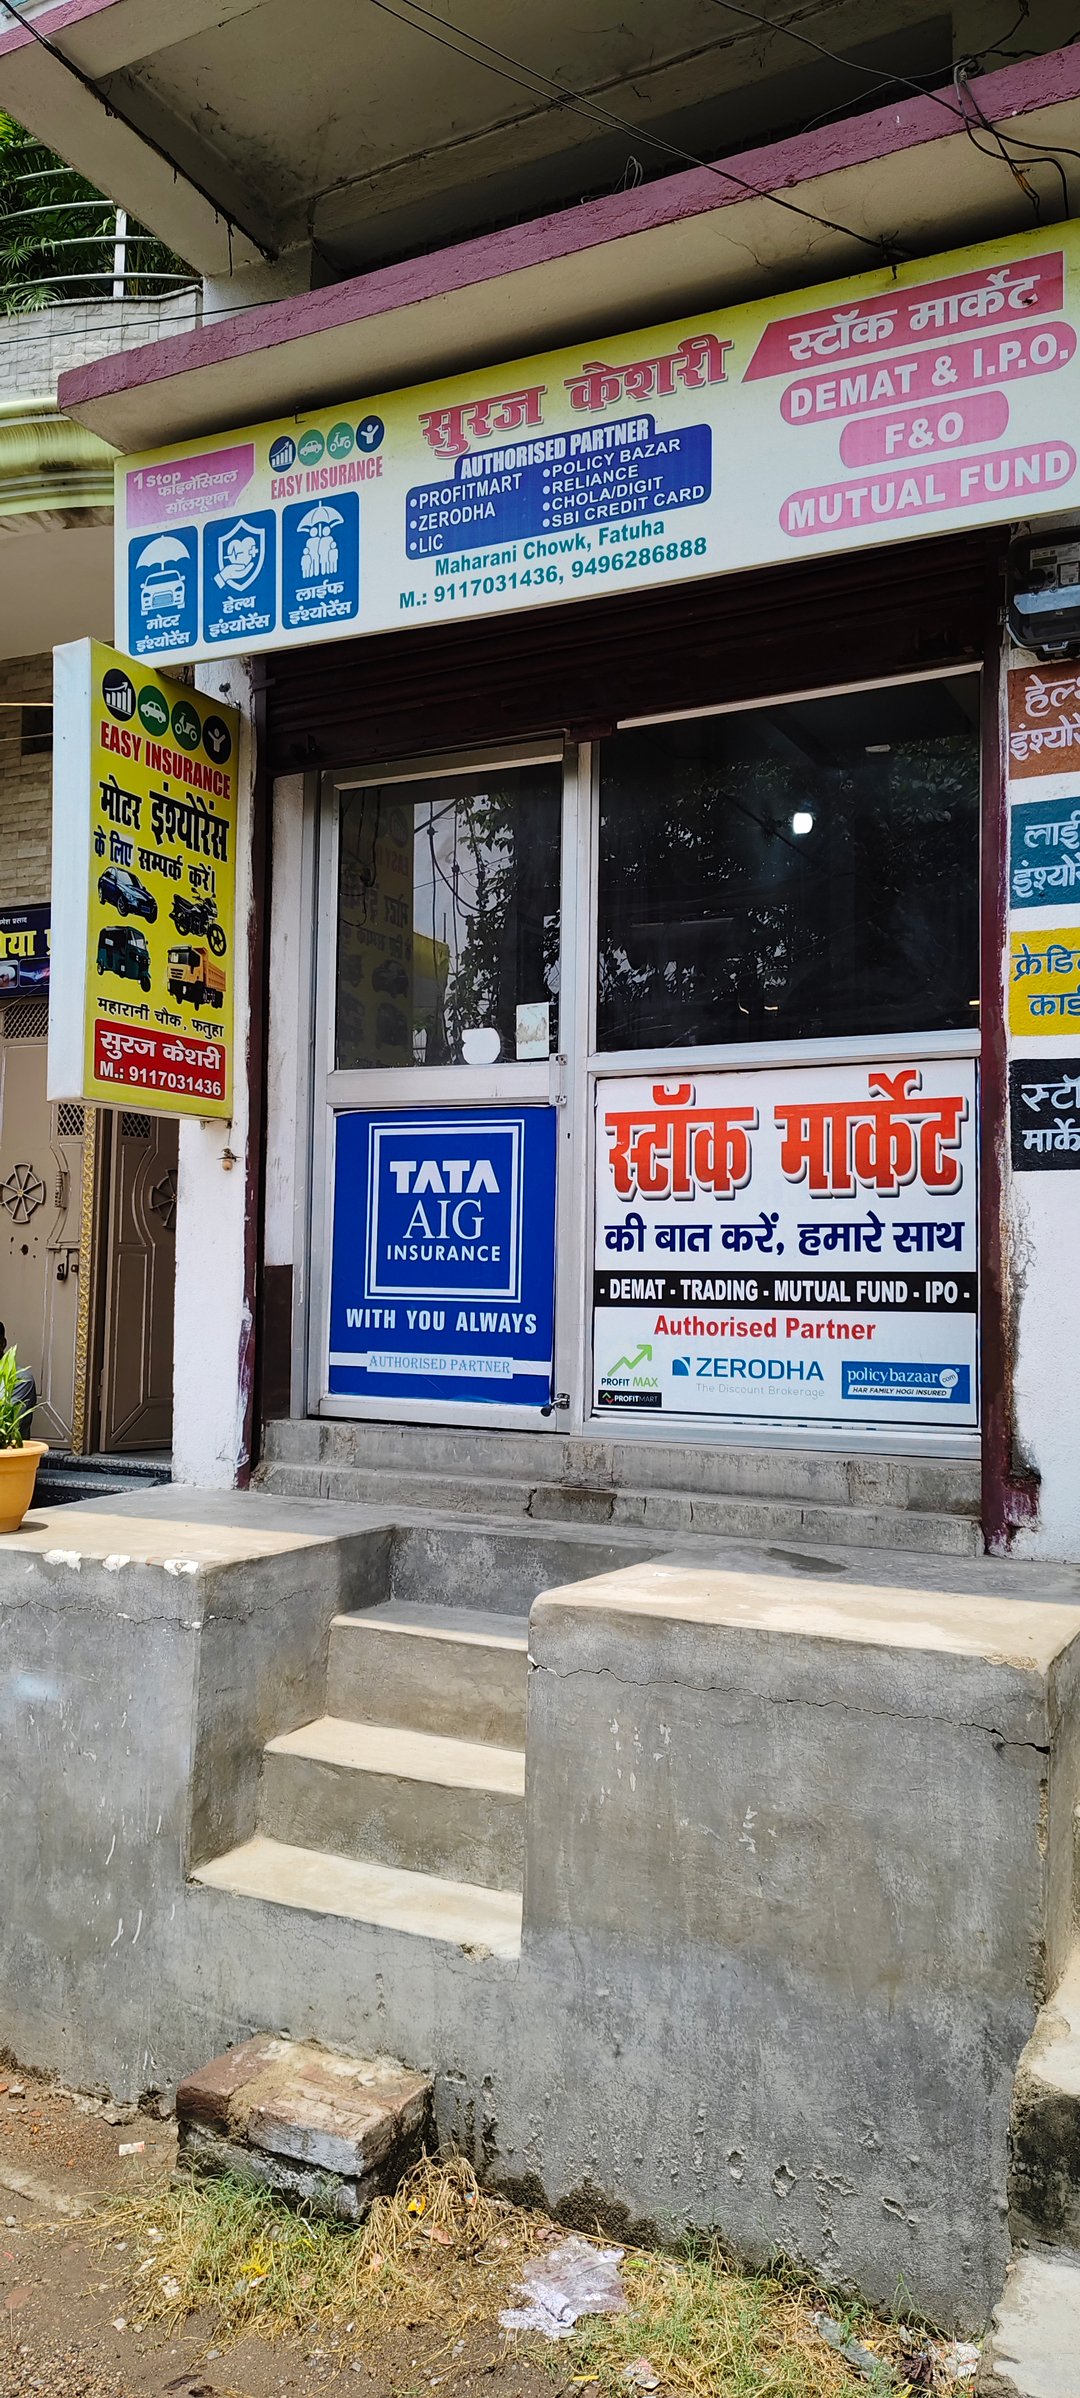 1 Stop
फाइनेंसियल
सॉल्यूशन
EASY INSURANCE
मोटर
इंश्योरेंस
हेल्थ
इंश्योरेंस
लाईफ
इंश्योरेंस
सुरज केशरी
AUTHORISED PARTNER
•PROFITMART
•ZERODHA
•LIC
•POLICY BAZAR
•RELIANCE
•CHOLA/DIGIT
•SBI CREDIT CARD
Maharani Chowk, Fatuha
M.: 9117031436, 9496286888
स्टॉक मार्केट
DEMAT & I.P.O.
F&O
MUTUAL FUND
EASY INSURANCE
मोटर इंश्योरेंस
के लिए सम्पर्क करें।
महारानी चौक, फतुहा
सुरज केशरी
M.: 9117031436
TATA
AIG
INSURANCE
WITH YOU ALWAYS
AUTHORISED PARTNER
स्टॉक मार्केट
की बात करें, हमारे साथ
- DEMAT - TRADING - MUTUAL FUND - IPO -
Authorised Partner
PROFIT MAX
PROFITMART
ZERODHA
The Discount Brokerage
policybazaar.com
HAR FAMILY HOGI INSURED